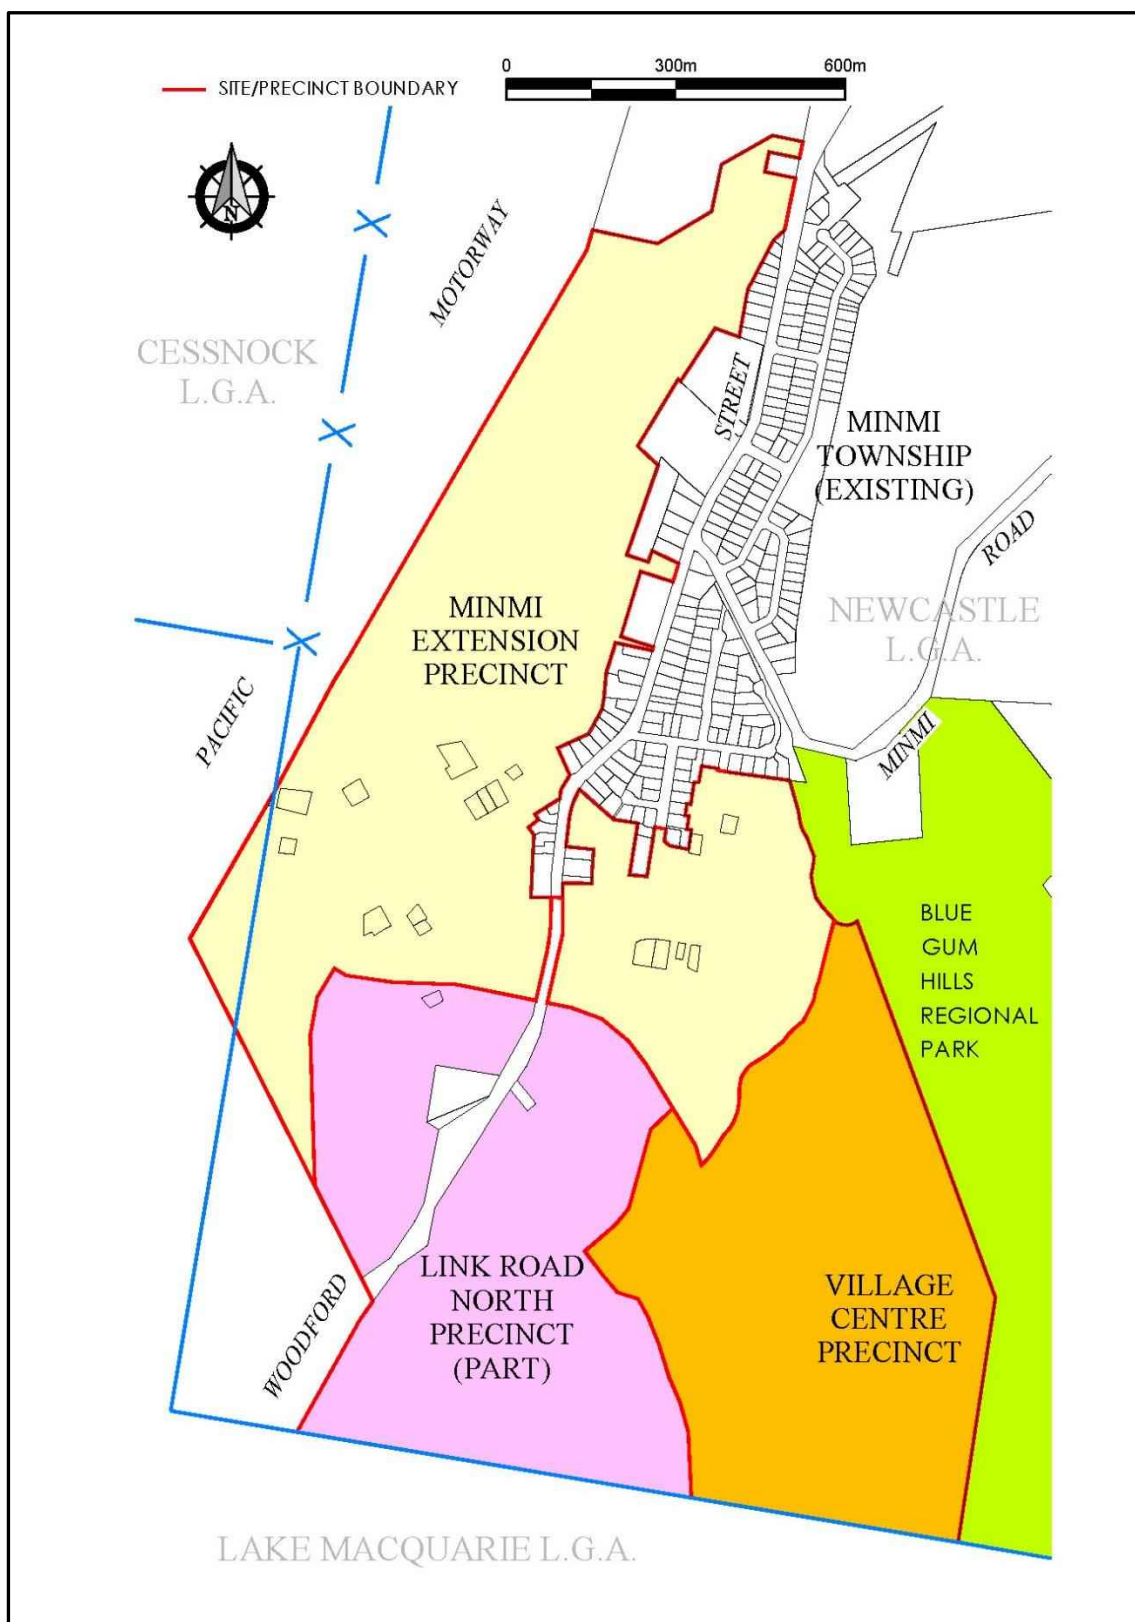 0 300m 600m
SITE/PRECINCT BOUNDARY
N
MOTORWAY
CESSNOCK
L.G.A.
STREET
MINMI
TOWNSHIP
(EXISTING)
ROAD
MINMI
EXTENSION
PRECINCT
NEWCASTLE
L.G.A.
PACIFIC
MINMI
BLUE
GUM
HILLS
REGIONAL
PARK
LINK ROAD
NORTH
PRECINCT
(PART)
VILLAGE
CENTRE
PRECINCT
WOODFORD
LAKE MACQUARIE L.G.A.